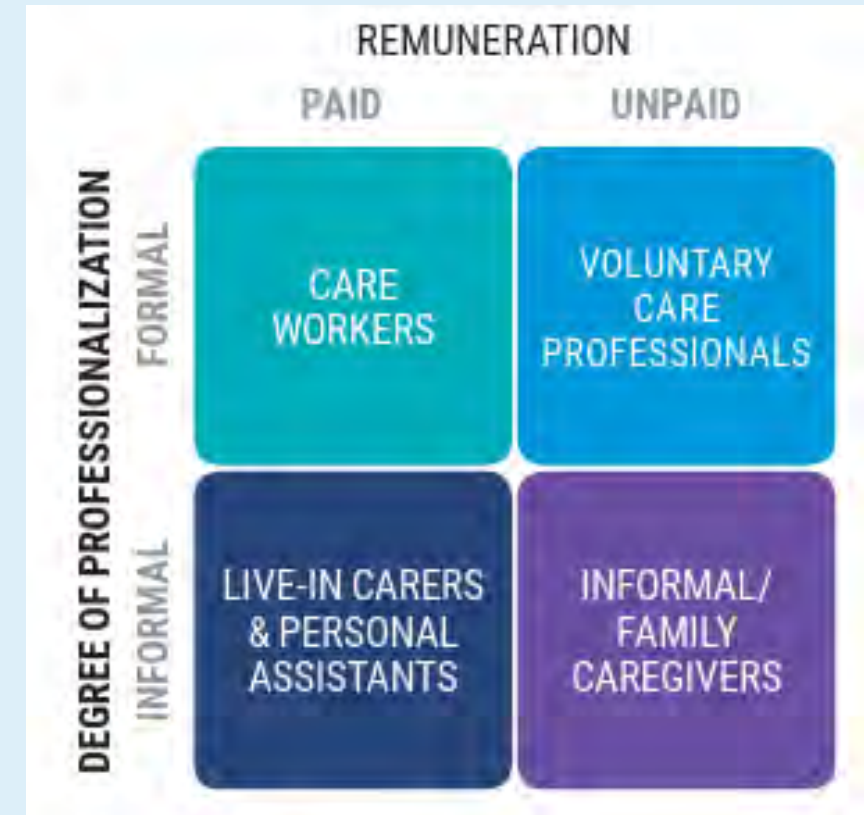 REMUNERATION
PAID
UNPAID
DEGREE OF PROFESSIONALIZATION
FORMAL
CARE
WORKERS
VOLUNTARY
CARE
PROFESSIONALS
INFORMAL
LIVE-IN CARERS
& PERSONAL
ASSISTANTS
INFORMAL/
FAMILY
CAREGIVERS